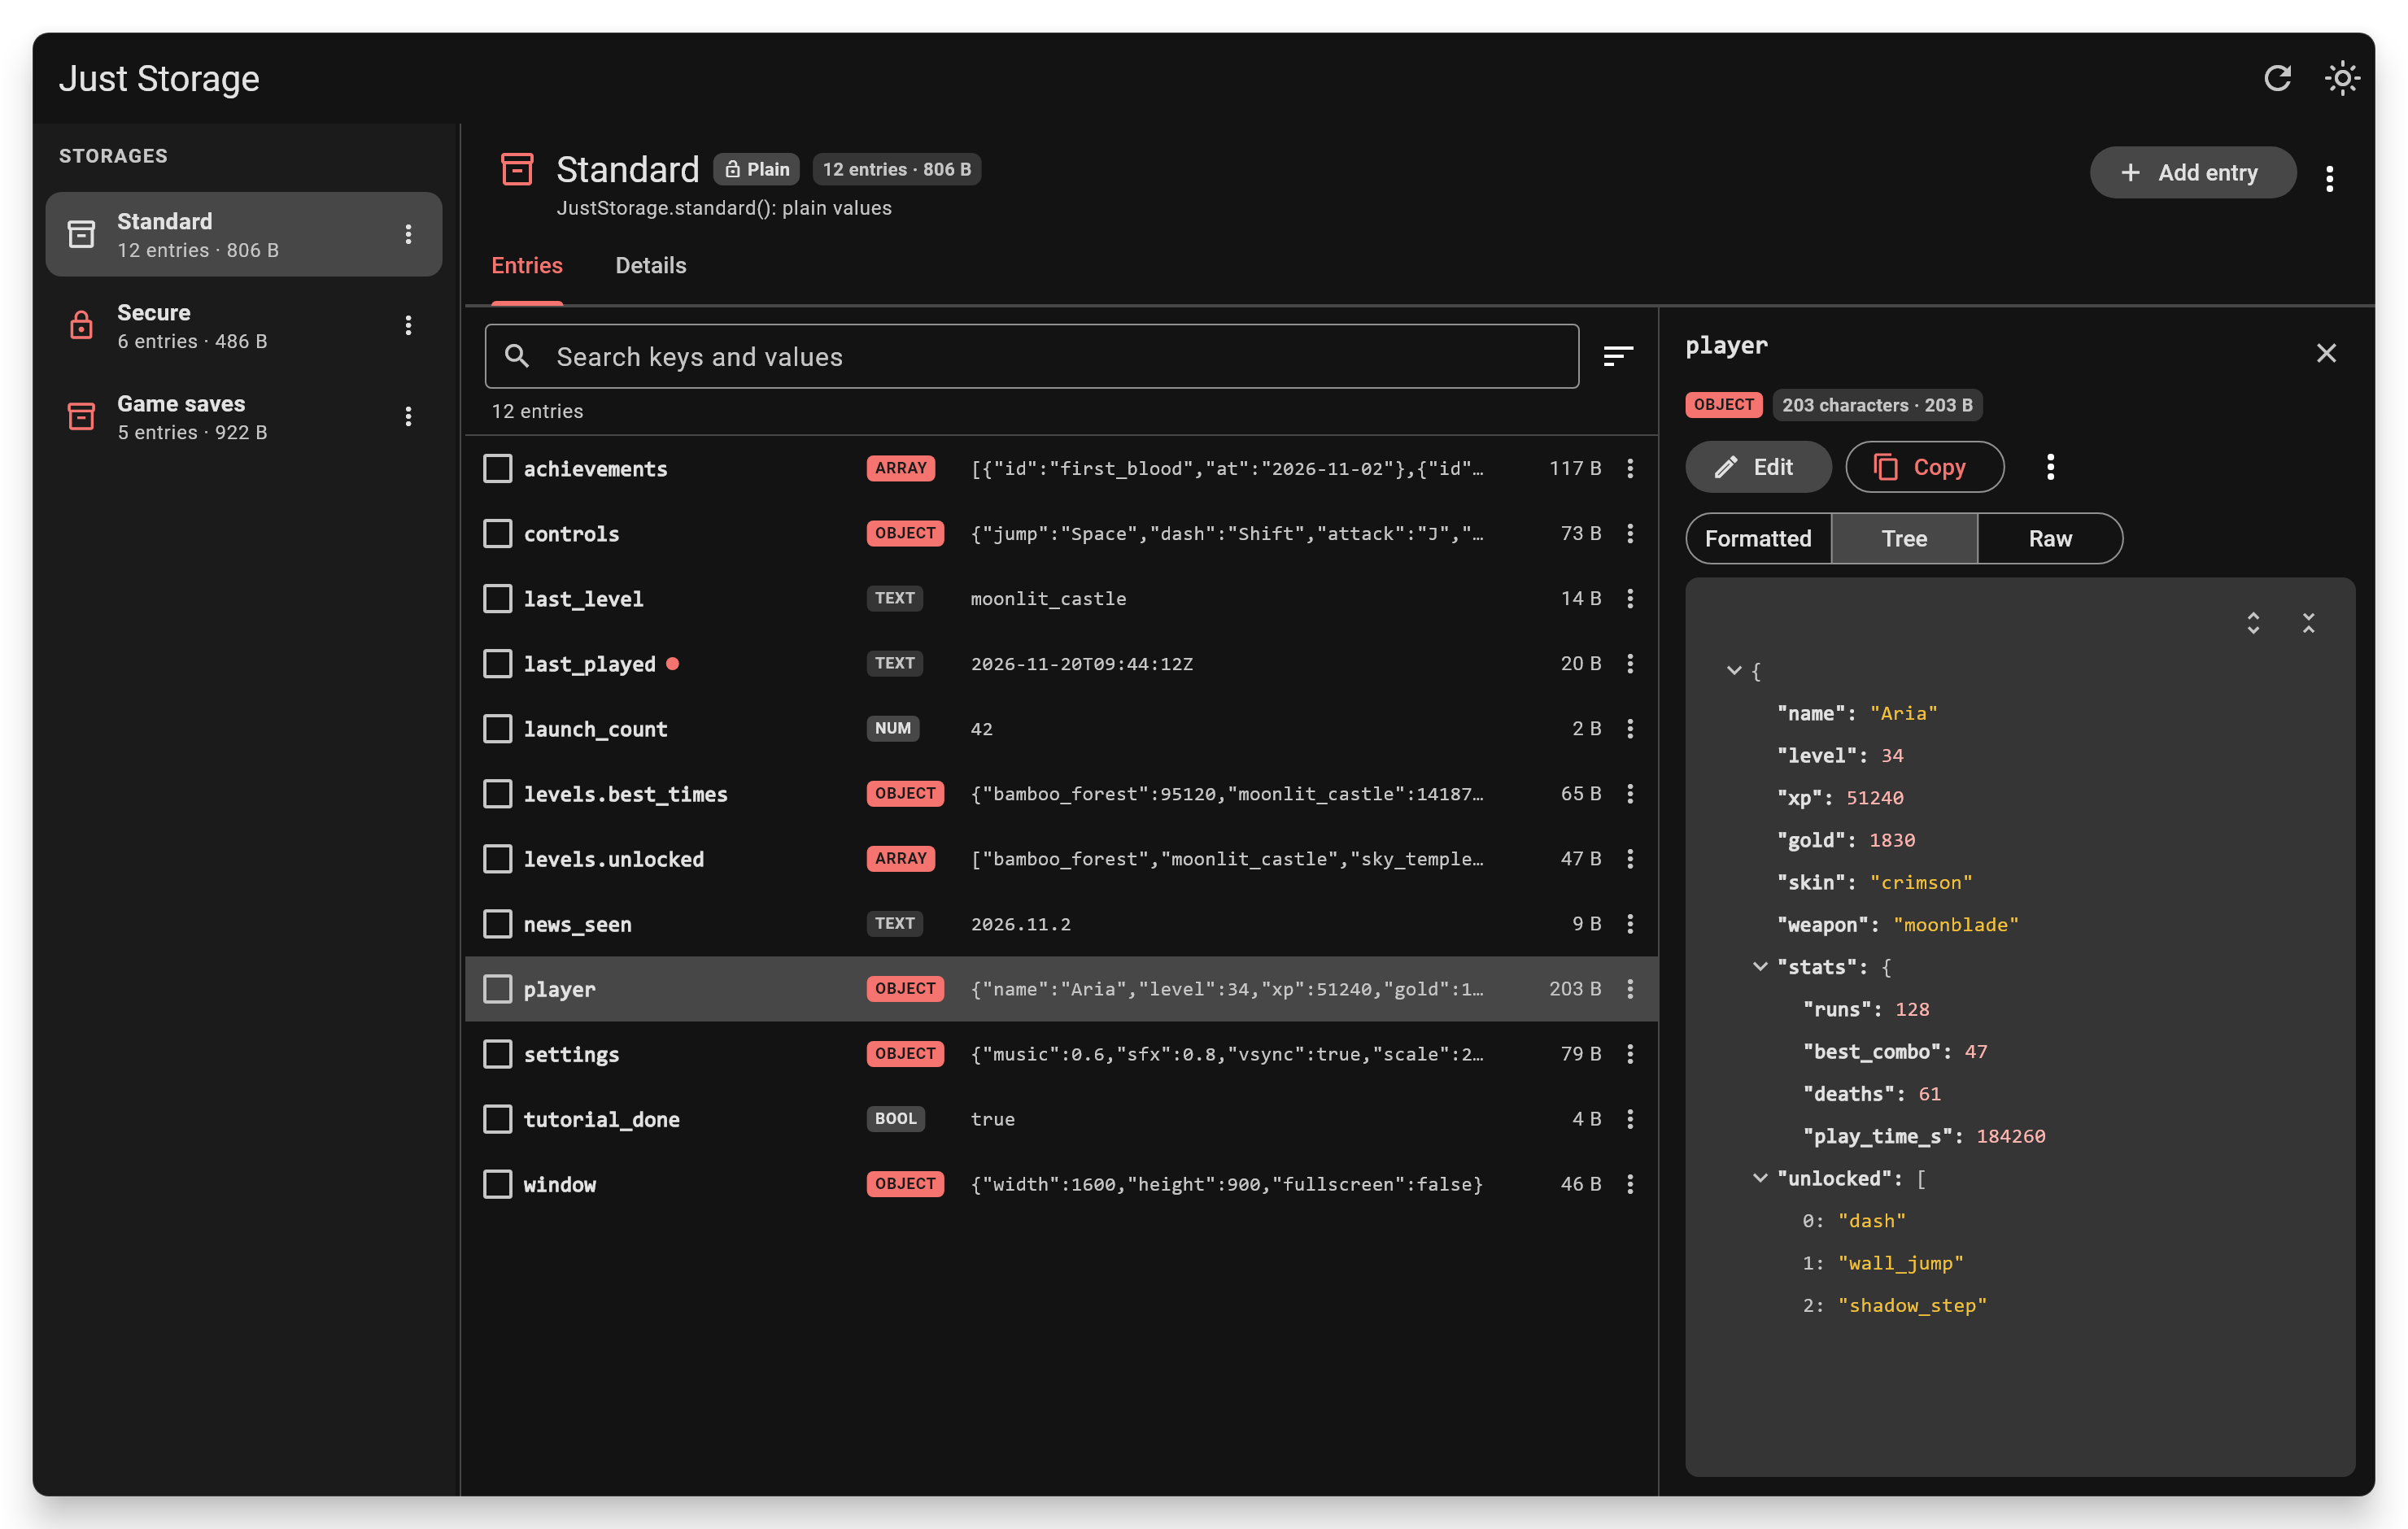 Just Storage
STORAGES
Standard
12 entries · 806 B
Secure
6 entries · 486 B
Game saves
5 entries · 922 B
Standard Plain 12 entries · 806 B
JustStorage.standard(): plain values
Add entry
Entries Details
Search keys and values
12 entries
achievements ARRAY [{"id":"first_blood","at":"2026-11-02"},{"id"… 117 B
controls OBJECT {"jump":"Space","dash":"Shift","attack":"J","… 73 B
last_level TEXT moonlit_castle 14 B
last_played TEXT 2026-11-20T09:44:12Z 20 B
launch_count NUM 42 2 B
levels.best_times OBJECT {"bamboo_forest":95120,"moonlit_castle":14187… 65 B
levels.unlocked ARRAY ["bamboo_forest","moonlit_castle","sky_temple… 47 B
news_seen TEXT 2026.11.2 9 B
player OBJECT {"name":"Aria","level":34,"xp":51240,"gold":1… 203 B
settings OBJECT {"music":0.6,"sfx":0.8,"vsync":true,"scale":2… 79 B
tutorial_done BOOL true 4 B
window OBJECT {"width":1600,"height":900,"fullscreen":false} 46 B
player
OBJECT 203 characters · 203 B
Edit Copy
Formatted Tree Raw
{
"name": "Aria"
"level": 34
"xp": 51240
"gold": 1830
"skin": "crimson"
"weapon": "moonblade"
"stats": {
"runs": 128
"best_combo": 47
"deaths": 61
"play_time_s": 184260
"unlocked": [
0: "dash"
1: "wall_jump"
2: "shadow_step"